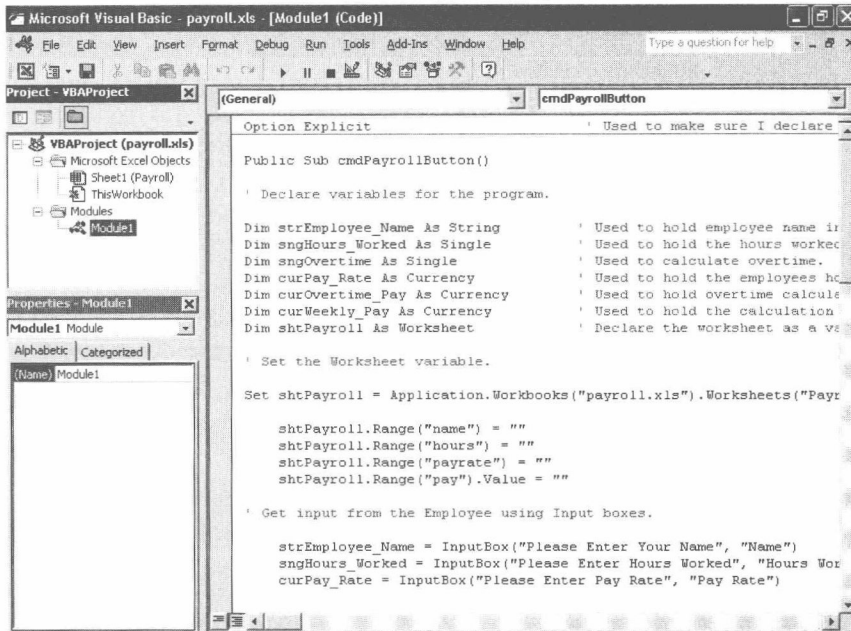 Microsoft Visual Basic - payroll.xls - [Module1 (Code)]
File Edit View Insert Format Debug Run Tools Add-Ins Window Help
Type a question for help
Project - VBAProject
VBAProject (payroll.xls)
Microsoft Excel Objects
Sheet1 (Payroll)
ThisWorkbook
Modules
Module1
Properties - Module1
Module1 Module
Alphabetic Categorized
(Name) Module1
(General) cmdPayrollButton
Option Explicit ' Used to make sure I declare
Public Sub cmdPayrollButton()
' Declare variables for the program.
Dim strEmployee_Name As String ' Used to hold employee name in
Dim sngHours_Worked As Single ' Used to hold the hours worked
Dim sngOvertime As Single ' Used to calculate overtime.
Dim curPay_Rate As Currency ' Used to hold the employees ho
Dim curOvertime_Pay As Currency ' Used to hold overtime calcula
Dim curWeekly_Pay As Currency ' Used to hold the calculation
Dim shtPayroll As Worksheet ' Declare the worksheet as a va
' Set the Worksheet variable.
Set shtPayroll = Application.Workbooks("payroll.xls").Worksheets("Payr
shtPayroll.Range("name") = ""
shtPayroll.Range("hours") = ""
shtPayroll.Range("payrate") = ""
shtPayroll.Range("pay").Value = ""
' Get input from the Employee using Input boxes.
strEmployee_Name = InputBox("Please Enter Your Name", "Name")
sngHours_Worked = InputBox("Please Enter Hours Worked", "Hours Wor
curPay_Rate = InputBox("Please Enter Pay Rate", "Pay Rate")